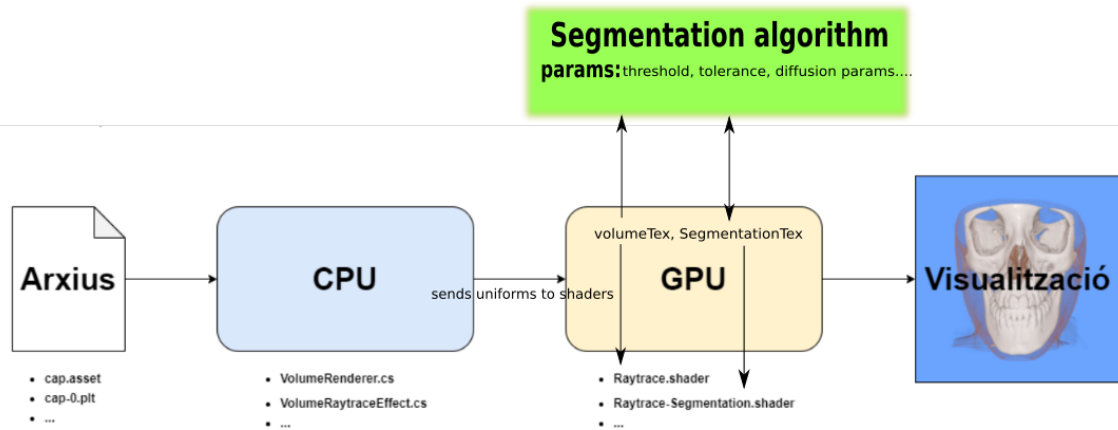 Segmentation algorithm
params: threshold, tolerance, diffusion params....
volumeTex, SegmentationTex
Arxius
CPU
GPU
Visualització
sends uniforms to shaders
• cap.asset
• cap-0.plt
• ...
• VolumeRenderer.cs
• VolumeRaytraceEffect.cs
• ...
• Raytrace.shader
• Raytrace-Segmentation.shader
• ...